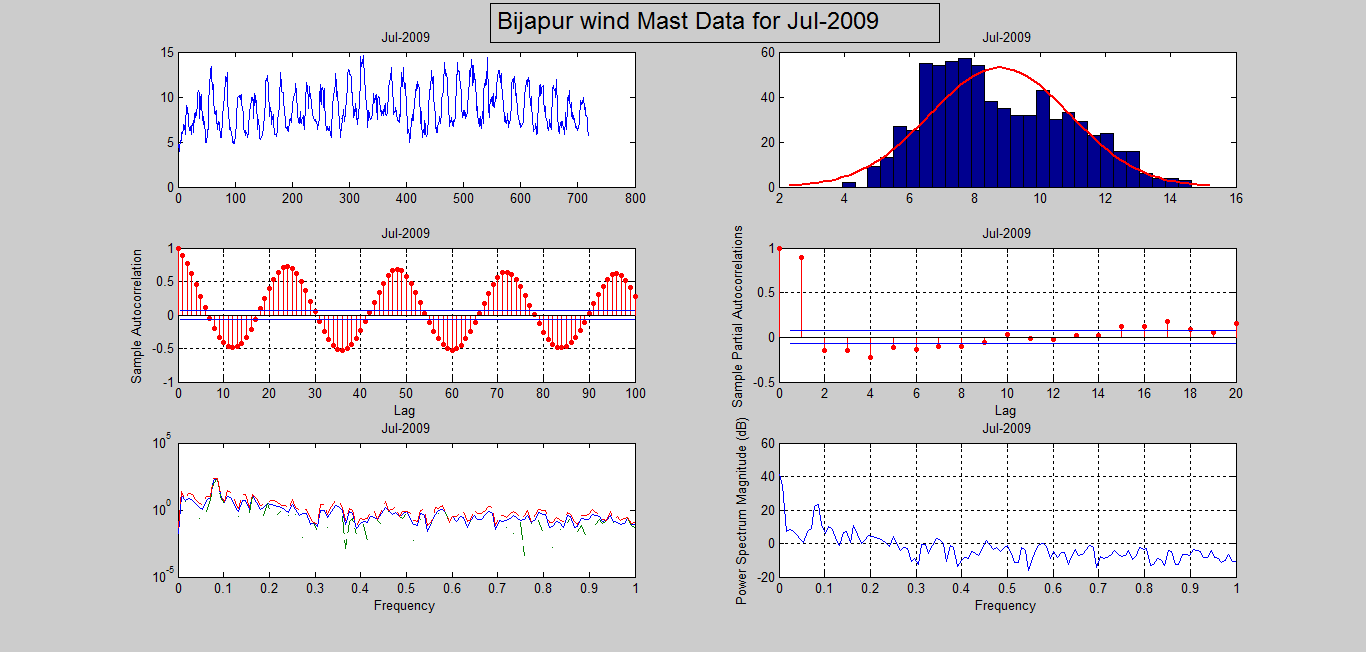 Bijapur wind Mast Data for Jul-2009
Jul-2009
15
10
5
0
0 100 200 300 400 500 600 700 800
Jul-2009
60
40
20
0
2 4 6 8 10 12 14 16
Jul-2009
Sample Autocorrelation
1
0.5
0
-0.5
-1
0 10 20 30 40 50 60 70 80 90 100
Lag
Jul-2009
Sample Partial Autocorrelations
1
0.5
0
-0.5
0 2 4 6 8 10 12 14 16 18 20
Lag
Jul-2009
10^5
10^0
10^-5
0 0.1 0.2 0.3 0.4 0.5 0.6 0.7 0.8 0.9 1
Frequency
Jul-2009
Power Spectrum Magnitude (dB)
60
40
20
0
-20
0 0.1 0.2 0.3 0.4 0.5 0.6 0.7 0.8 0.9 1
Frequency